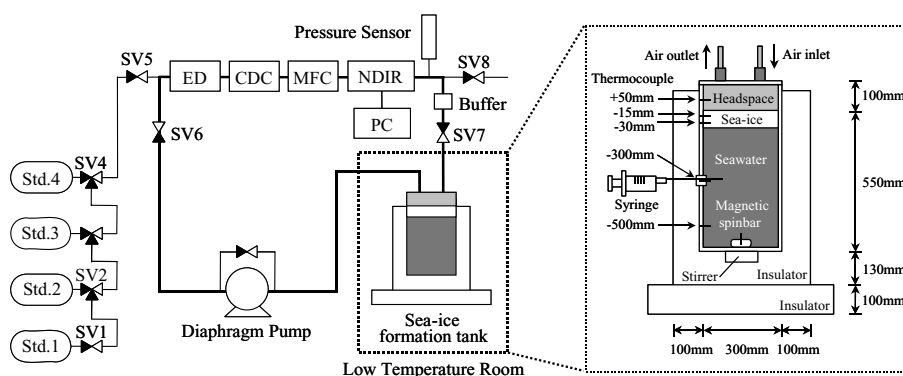 Pressure Sensor
SV5
SV8
ED
CDC
MFC
NDIR
Buffer
PC
SV6
SV7
SV4
Std.4
Std.3
SV2
Std.2
SV1
Std.1
Diaphragm Pump
Sea-ice
formation tank
Low Temperature Room
Air outlet
Air inlet
Thermocouple
+50mm
-15mm
-30mm
-300mm
-500mm
Headspace
Sea-ice
Seawater
Syringe
Magnetic
spinbar
Stirrer
Insulator
Insulator
100mm
550mm
130mm
100mm
100mm
300mm
100mm